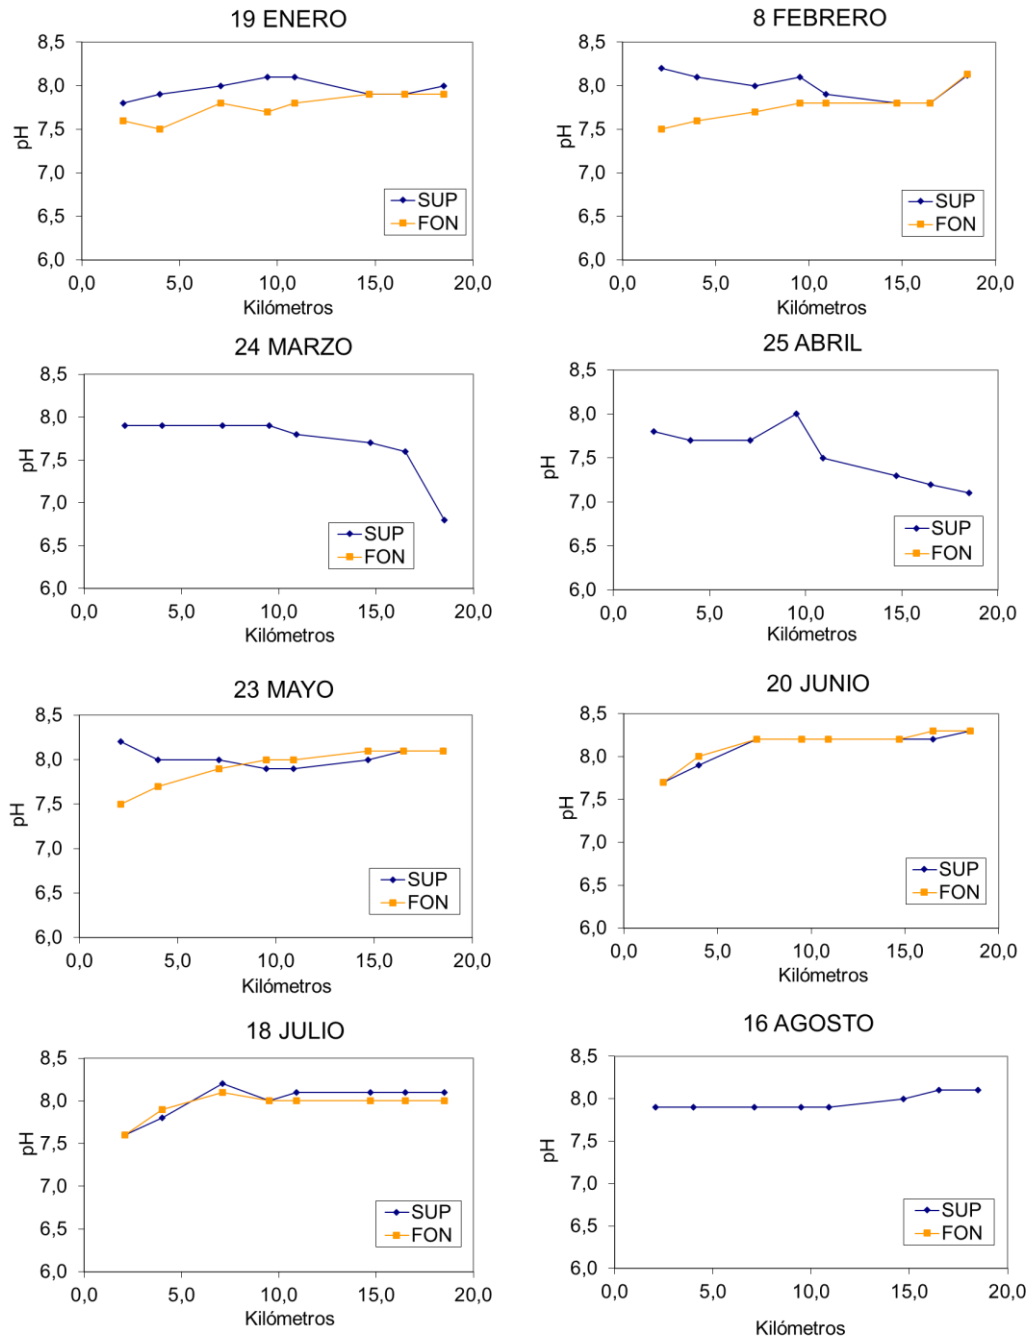 19 ENERO
8,5
8,0
7,5
7,0
6,5
6,0
pH
SUP
FON
0,0 5,0 10,0 15,0 20,0
Kilómetros
8 FEBRERO
8,5
8,0
7,5
7,0
6,5
6,0
pH
SUP
FON
0,0 5,0 10,0 15,0 20,0
Kilómetros
24 MARZO
8,5
8,0
7,5
7,0
6,5
6,0
pH
SUP
FON
0,0 5,0 10,0 15,0 20,0
Kilómetros
25 ABRIL
8,5
8,0
7,5
7,0
6,5
6,0
pH
SUP
FON
0,0 5,0 10,0 15,0 20,0
Kilómetros
23 MAYO
8,5
8,0
7,5
7,0
6,5
6,0
pH
SUP
FON
0,0 5,0 10,0 15,0 20,0
Kilómetros
20 JUNIO
8,5
8,0
7,5
7,0
6,5
6,0
pH
SUP
FON
0,0 5,0 10,0 15,0 20,0
Kilómetros
18 JULIO
8,5
8,0
7,5
7,0
6,5
6,0
pH
SUP
FON
0,0 5,0 10,0 15,0 20,0
Kilómetros
16 AGOSTO
8,5
8,0
7,5
7,0
6,5
6,0
pH
SUP
FON
0,0 5,0 10,0 15,0 20,0
Kilómetros